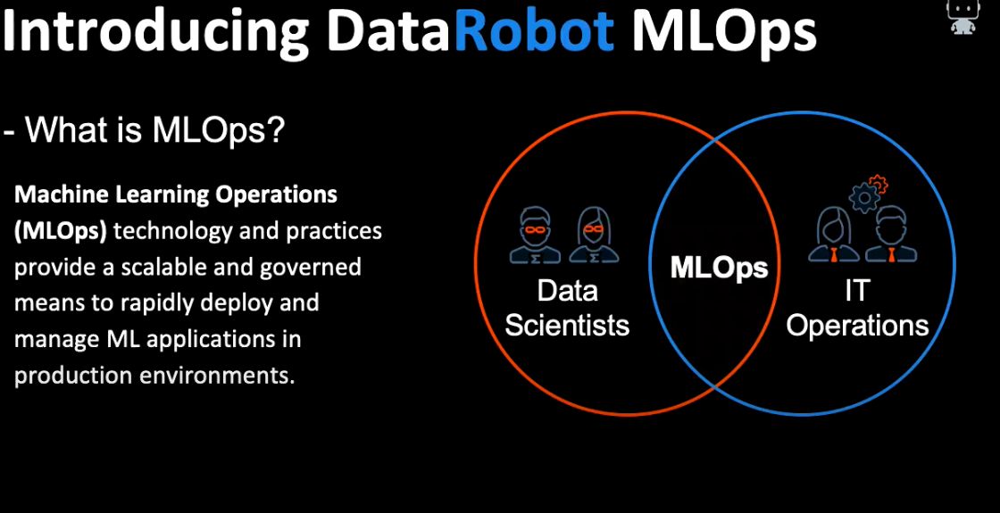 Introducing DataRobot MLOps
- What is MLOps?
Machine Learning Operations
(MLOps) technology and practices
provide a scalable and governed
means to rapidly deploy and
manage ML applications in
production environments.
Data
Scientists
MLOps
IT
Operations